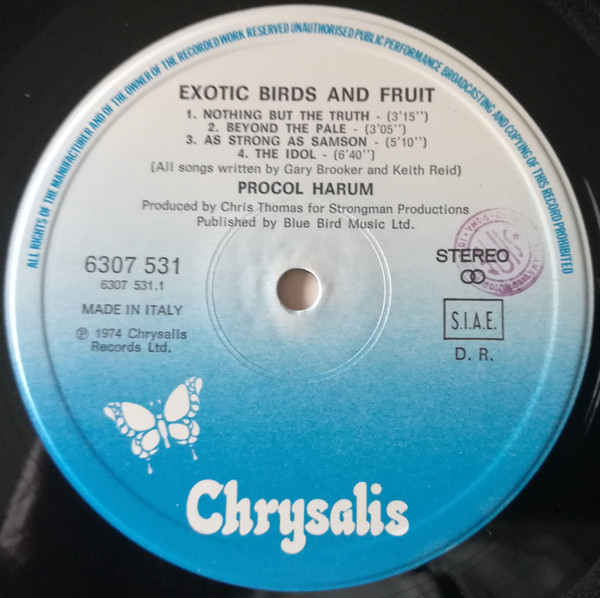 ALL RIGHTS OF THE MANUFACTURER AND OF THE OWNER OF THE RECORDED WORK RESERVED UNAUTHORISED PUBLIC PERFORMANCE BROADCASTING AND COPYING OF THIS RECORD PROHIBITED
EXOTIC BIRDS AND FRUIT
1. NOTHING BUT THE TRUTH - (3'15")
2. BEYOND THE PALE - (3'05")
3. AS STRONG AS SAMSON - (5'10")
4. THE IDOL - (6'40")
(All songs written by Gary Brooker and Keith Reid)
PROCOL HARUM
Produced by Chris Thomas for Strongman Productions
Published by Blue Bird Music Ltd.
6307 531
6307 531.1
STEREO
MADE IN ITALY
S.I.A.E.
℗ 1974 Chrysalis
Records Ltd.
D. R.
Chrysalis